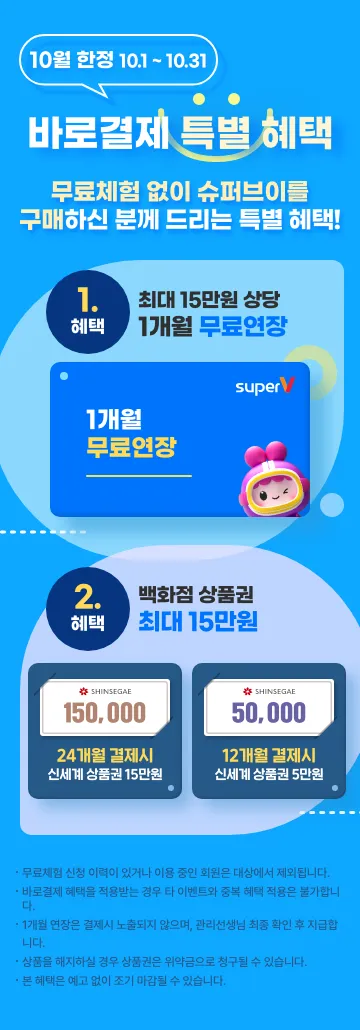 10월 한정 10.1 ~ 10.31
바로결제 특별 혜택
무료체험 없이 슈퍼브이를
구매하신 분께 드리는 특별 혜택!
1.
혜택
최대 15만원 상당
1개월 무료연장
superV
1개월
무료연장
2.
혜택
백화점 상품권
최대 15만원
SHINSEGAE
150,000
24개월 결제시
신세계 상품권 15만원
SHINSEGAE
50,000
12개월 결제시
신세계 상품권 5만원
· 무료체험 신청 이력이 있거나 이용 중인 회원은 대상에서 제외됩니다.
· 바로결제 혜택을 적용받는 경우 타 이벤트와 중복 혜택 적용은 불가합니
다.
· 1개월 연장은 결제시 노출되지 않으며, 관리선생님 최종 확인 후 지급합
니다.
· 상품을 해지하실 경우 상품권은 위약금으로 청구될 수 있습니다.
· 본 혜택은 예고 없이 조기 마감될 수 있습니다.